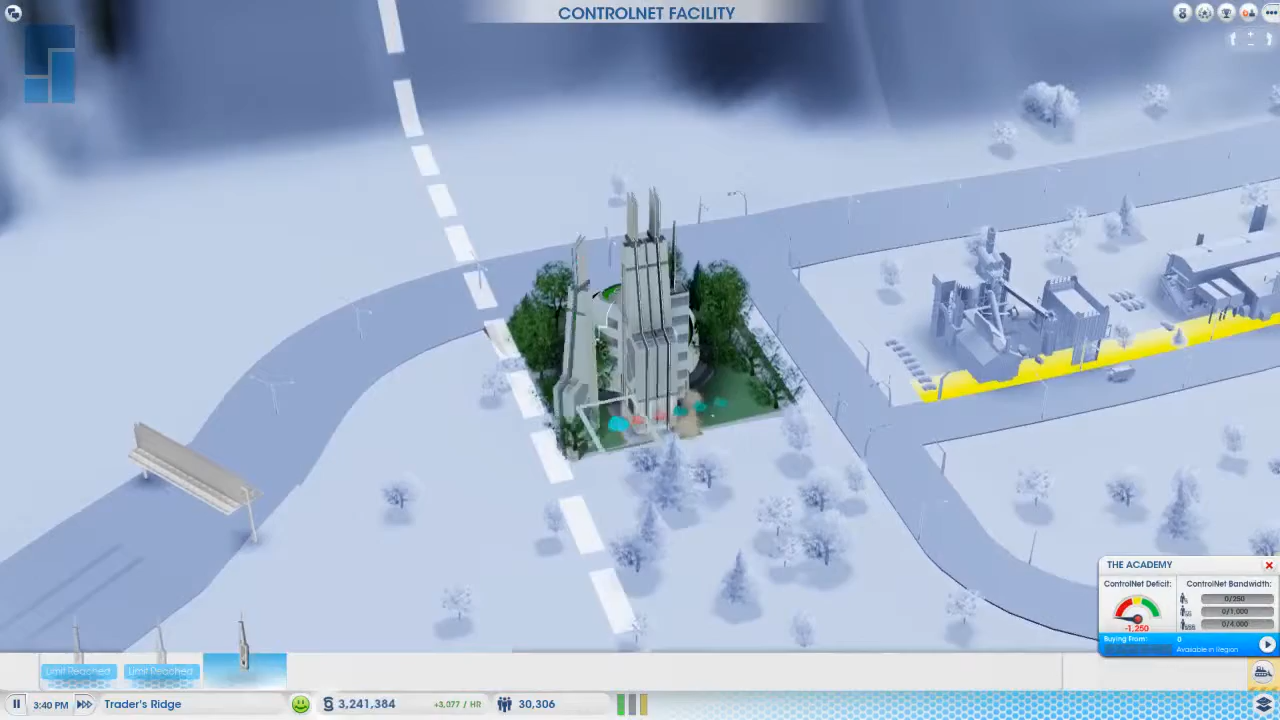 CONTROLNET FACILITY
THE ACADEMY
ControlNet Deficit: ControlNet Bandwidth:
0/250
0/1,000
-1,250
0/4,000
Buying From: 0
Available in Region
Limit Reached Limit Reached
3:40 PM Trader's Ridge 3,241,384 +3,077 / HR 30,306